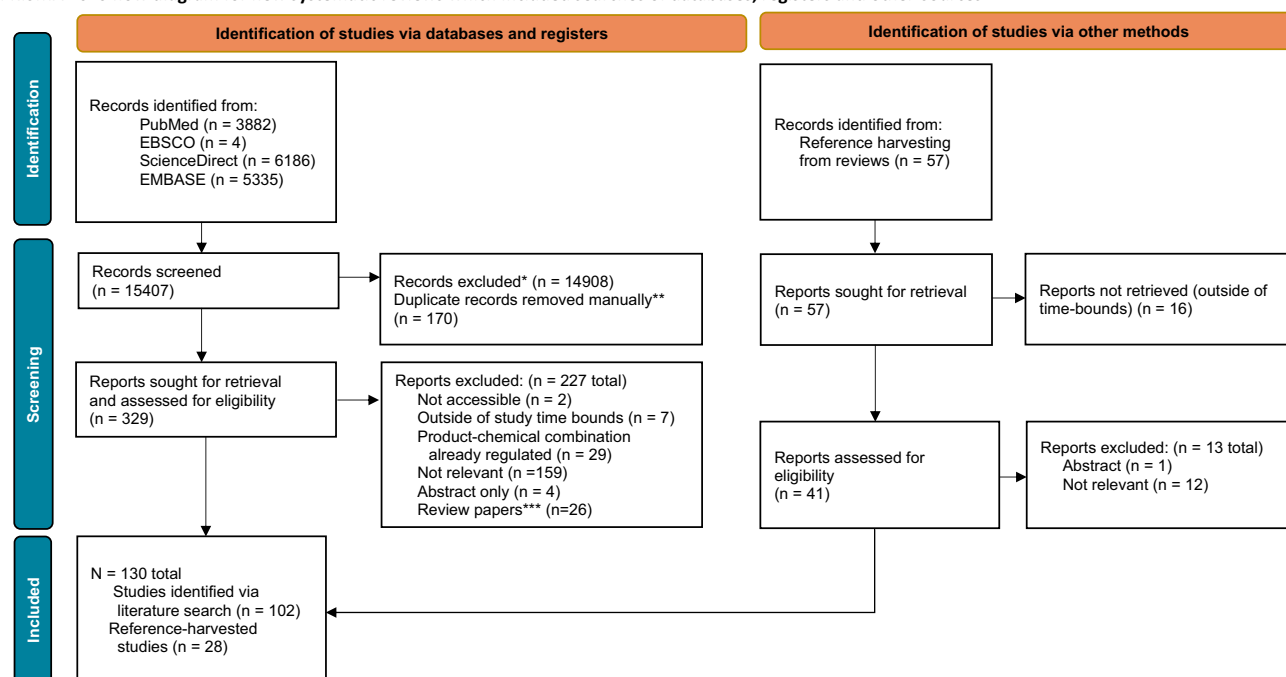 Identification of studies via databases and registers
Identification of studies via other methods
Identification
Records identified from:
PubMed (n = 3882)
EBSCO (n = 4)
ScienceDirect (n = 6186)
EMBASE (n = 5335)
Records identified from:
Reference harvesting
from reviews (n = 57)
Screening
Records screened
(n = 15407)
Records excluded* (n = 14908)
Duplicate records removed manually**
(n = 170)
Reports sought for retrieval
(n = 57)
Reports not retrieved (outside of
time-bounds) (n = 16)
Reports sought for retrieval
and assessed for eligibility
(n = 329)
Reports excluded: (n = 227 total)
Not accessible (n = 2)
Outside of study time bounds (n = 7)
Product-chemical combination
already regulated (n = 29)
Not relevant (n =159)
Abstract only (n = 4)
Review papers*** (n=26)
Reports assessed for
eligibility
(n = 41)
Reports excluded: (n = 13 total)
Abstract (n = 1)
Not relevant (n = 12)
Included
N = 130 total
Studies identified via
literature search (n = 102)
Reference-harvested
studies (n = 28)